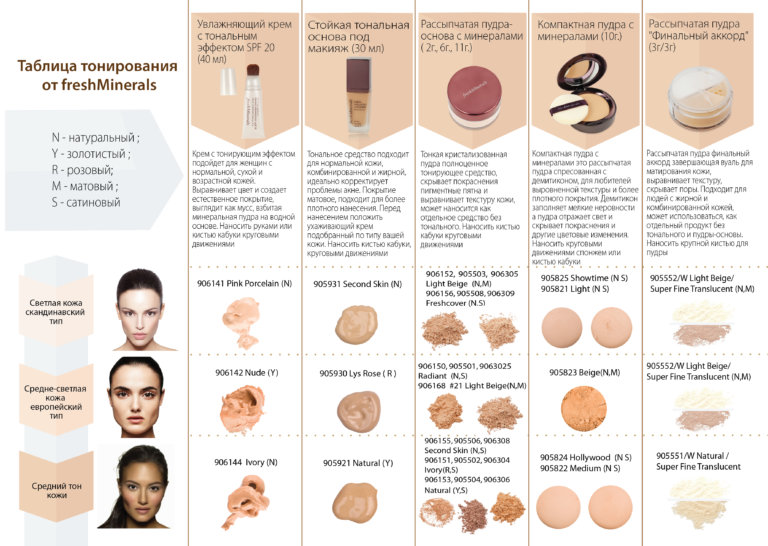 Таблица тонирования
от freshMinerals
N - натуральный ;
Y - золотистый ;
R - розовый;
M - матовый ;
S - сатиновый
Увлажняющий крем
с тональным
эффектом SPF 20
(40 мл)
Крем с тонирующим эффектом
подойдет для женщин с
нормальной, сухой и
возрастной кожей.
Выравнивает цвет и создает
естественное покрытие,
выглядит как мусс, взбитая
минеральная пудра на водной
основе. Наносить руками или
кистью кабуки круговыми
движениями
Стойкая тональная
основа под
макияж (30 мл)
Тональное средство подходит
для нормальной кожи,
комбинированной и жирной,
идеально корректирует
проблемы акне. Покрытие
матовое, подходит для более
плотного нанесения. Перед
нанесением положить
ухаживающий крем
подобранный по типу вашей
кожи. Наносить кистью кабуки,
круговыми движениями
Рассыпчатая пудра-
основа с минералами
( 2г., 6г., 11г.)
Тонкая кристализованная
пудра полноценное
тонирующее средство,
скрывает покраснения
пигментные пятна и
выравнивает текстуру кожи,
может наносится как
отдельное средство без
тонального. Наносить кистью
кабуки круговыми
движениями
Компактная пудра с
минералами (10г.)
Компактная пудра с
минералами это рассыпчатая
пудра спресованная с
демитиконом, для любителей
выровненной текстуры и более
плотного покрытия. Демитикон
заполняет мелкие неровности
а пудра отражает свет и
скрывает покраснения и
другие цветовые изменения.
Наносить круговыми
движениями спонжем или
кистью кабуки
Рассыпчатая пудра
"Финальный аккорд"
(3г/3г)
Рассыпчатая пудра финальный
аккорд завершающая вуаль для
матирования кожи,
выравнивает текстуру,
скрывает поры. Подходит для
людей с жирной и
комбинированной кожей,
может использоваться, как
отдельный продукт без
тонального и пудры-основы.
Наносить крупной кистью для
пудры
Светлая кожа
скандинавский
тип
906141 Pink Porcelain (N)
905931 Second Skin (N)
906152, 905503, 906305
Light Beige (N,M)
906156, 905508, 906309
Freshcover (N,S)
905825 Showtime (N S)
905821 Light (N S)
905552/W Light Beige/
Super Fine Translucent (N,M)
Средне-светлая
кожа
европейский
тип
906142 Nude (Y)
905930 Lys Rose ( R )
906150, 905501, 9063025
Radiant (N,S)
906168 #21 Light Beige(N,M)
905823 Beige(N,M)
905552/W Light Beige/
Super Fine Translucent (N,M)
Средний тон
кожи
906144 Ivory (N)
905921 Natural (Y)
906155, 905506, 906308
Second Skin (N,S)
906151, 905502, 906304
Ivory(R,S)
906153, 905504, 906306
Natural (Y,S)
905824 Hollywood (N S)
905822 Medium (N S)
905551/W Natural /
Super Fine Translucent